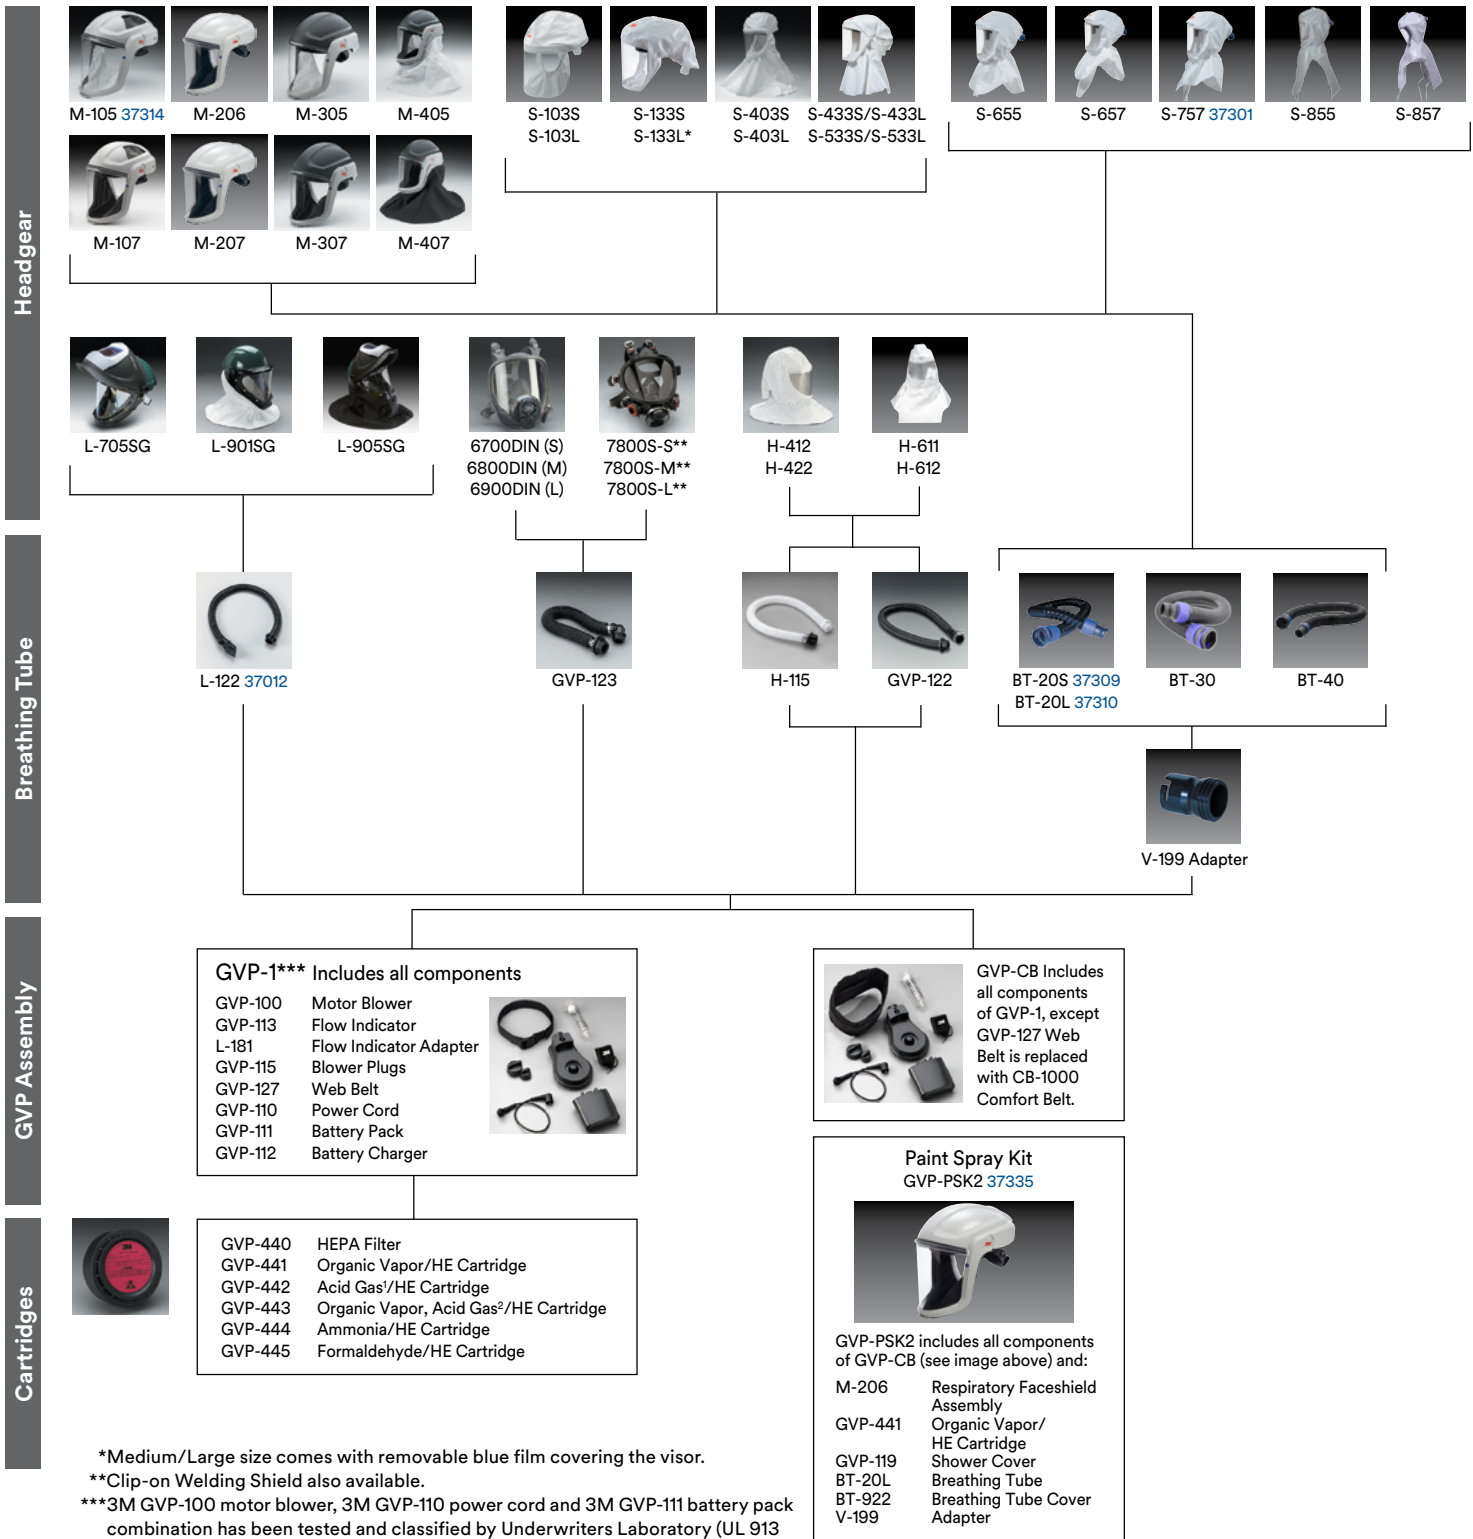 Headgear
M-105 37314
M-206
M-305
M-405
S-103S
S-103L
S-133S
S-133L*
S-403S
S-403L
S-433S/S-433L
S-533S/S-533L
S-655
S-657
S-757 37301
S-855
S-857
M-107
M-207
M-307
M-407
L-705SG
L-901SG
L-905SG
6700DIN (S)
6800DIN (M)
6900DIN (L)
7800S-S**
7800S-M**
7800S-L**
H-412
H-422
H-611
H-612
Breathing Tube
L-122 37012
GVP-123
H-115
GVP-122
BT-20S 37309
BT-20L 37310
BT-30
BT-40
V-199 Adapter
GVP Assembly
GVP-1*** Includes all components
GVP-100 Motor Blower
GVP-113 Flow Indicator
L-181 Flow Indicator Adapter
GVP-115 Blower Plugs
GVP-127 Web Belt
GVP-110 Power Cord
GVP-111 Battery Pack
GVP-112 Battery Charger
GVP-CB Includes
all components
of GVP-1, except
GVP-127 Web
Belt is replaced
with CB-1000
Comfort Belt.
Cartridges
3M
GVP-440 HEPA Filter
GVP-441 Organic Vapor/HE Cartridge
GVP-442 Acid Gas¹/HE Cartridge
GVP-443 Organic Vapor, Acid Gas²/HE Cartridge
GVP-444 Ammonia/HE Cartridge
GVP-445 Formaldehyde/HE Cartridge
Paint Spray Kit
GVP-PSK2 37335
GVP-PSK2 includes all components
of GVP-CB (see image above) and:
M-206 Respiratory Faceshield
Assembly
GVP-441 Organic Vapor/
HE Cartridge
GVP-119 Shower Cover
BT-20L Breathing Tube
BT-922 Breathing Tube Cover
V-199 Adapter
*Medium/Large size comes with removable blue film covering the visor.
**Clip-on Welding Shield also available.
***3M GVP-100 motor blower, 3M GVP-110 power cord and 3M GVP-111 battery pack
combination has been tested and classified by Underwriters Laboratory (UL 913